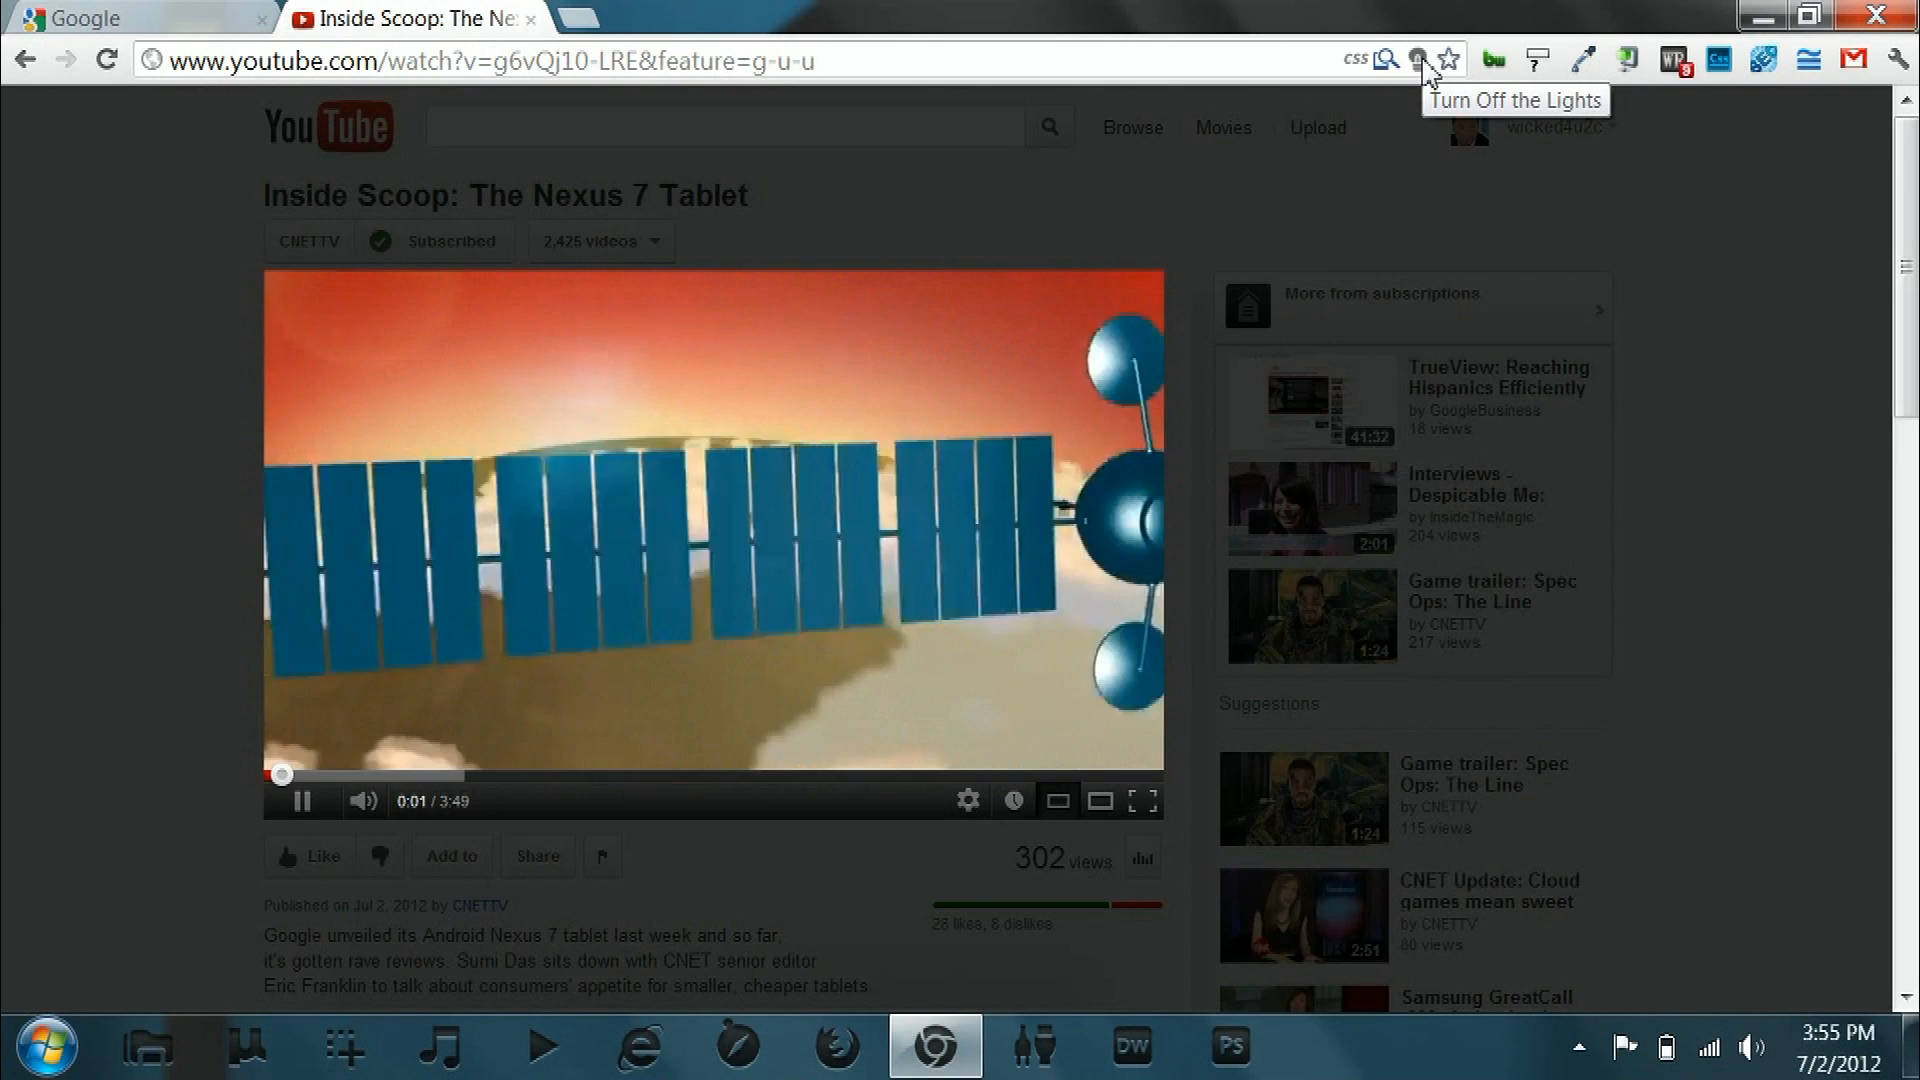 Google
Inside Scoop: The Ne
www.youtube.com/watch?v=g6vQj10-LRE&feature=g-u-u
css
bw
?
WP
9
Css
Turn Off the Lights
YouTube
Browse
Movies
Upload
wicked4u2c
Inside Scoop: The Nexus 7 Tablet
CNETTV
Subscribed
2,425 videos
More from subscriptions
TrueView: Reaching
Hispanics Efficiently
by GoogleBusiness
18 views
41:32
Interviews -
Despicable Me:
by InsideTheMagic
204 views
2:01
Game trailer: Spec
Ops: The Line
by CNETTV
217 views
1:24
Suggestions
Game trailer: Spec
Ops: The Line
by CNETTV
115 views
1:24
CNET Update: Cloud
games mean sweet
by CNETTV
80 views
2:51
Samsung GreatCall
0:01 / 3:49
Like
Add to
Share
302 views
Published on Jul 2, 2012 by CNETTV
28 likes, 8 dislikes
Google unveiled its Android Nexus 7 tablet last week and so far,
it's gotten rave reviews. Sumi Das sits down with CNET senior editor
Eric Franklin to talk about consumers' appetite for smaller, cheaper tablets
DW
PS
3:55 PM
7/2/2012